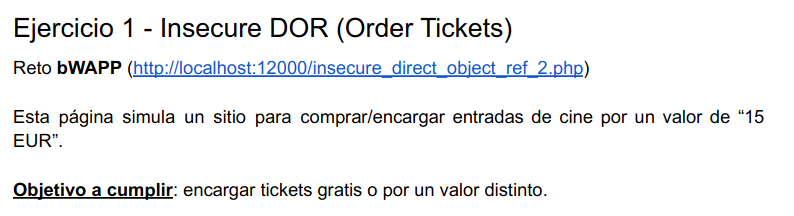 Ejercicio 1 - Insecure DOR (Order Tickets)
Reto bWAPP (http://localhost:12000/insecure_direct_object_ref_2.php)
Esta página simula un sitio para comprar/encargar entradas de cine por un valor de “15
EUR”.
Objetivo a cumplir: encargar tickets gratis o por un valor distinto.